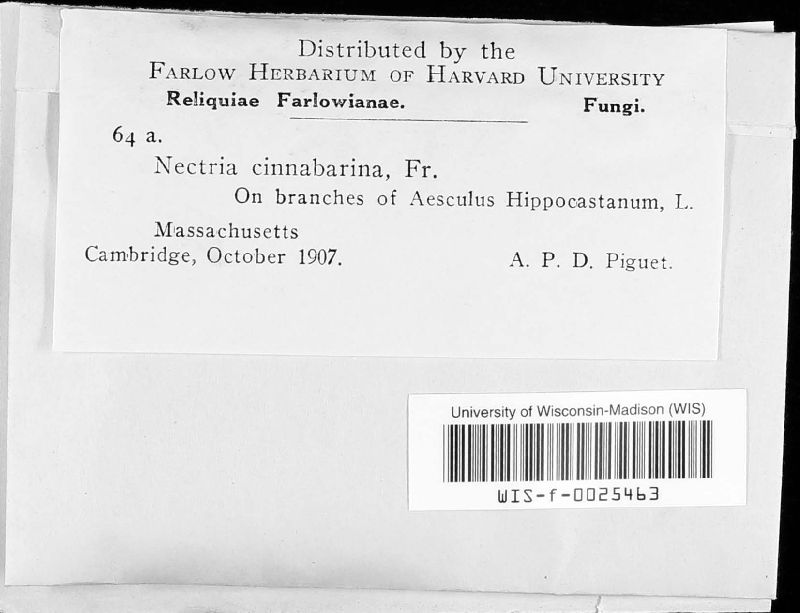 Distributed by the
FARLOW HERBARIUM OF HARVARD UNIVERSITY
Reliquiae Farlowianae. Fungi.
64 a.
Nectria cinnabarina, Fr.
On branches of Aesculus Hippocastanum, L.
Massachusetts
Cambridge, October 1907. A. P. D. Piguet.
University of Wisconsin-Madison (WIS)
WIS-f-0025463